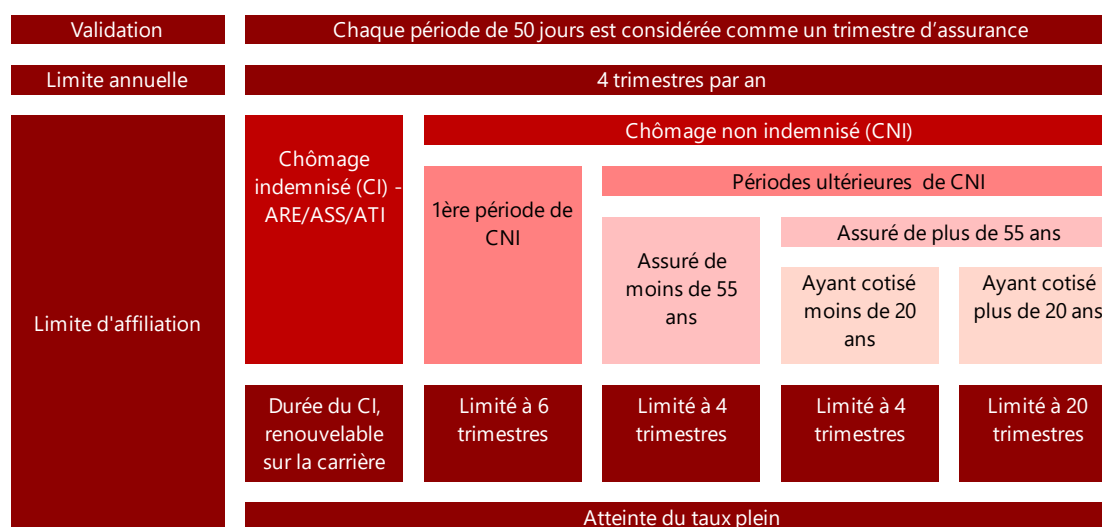 Validation
Chaque période de 50 jours est considérée comme un trimestre d’assurance
Limite annuelle
4 trimestres par an
Limite d'affiliation
Chômage
indemnisé (CI) -
ARE/ASS/ATI
Chômage non indemnisé (CNI)
1ère période de
CNI
Périodes ultérieures de CNI
Assuré de
moins de 55
ans
Assuré de plus de 55 ans
Ayant cotisé
moins de 20
ans
Ayant cotisé
plus de 20 ans
Durée du CI,
renouvelable
sur la carrière
Limité à 6
trimestres
Limité à 4
trimestres
Limité à 4
trimestres
Limité à 20
trimestres
Atteinte du taux plein